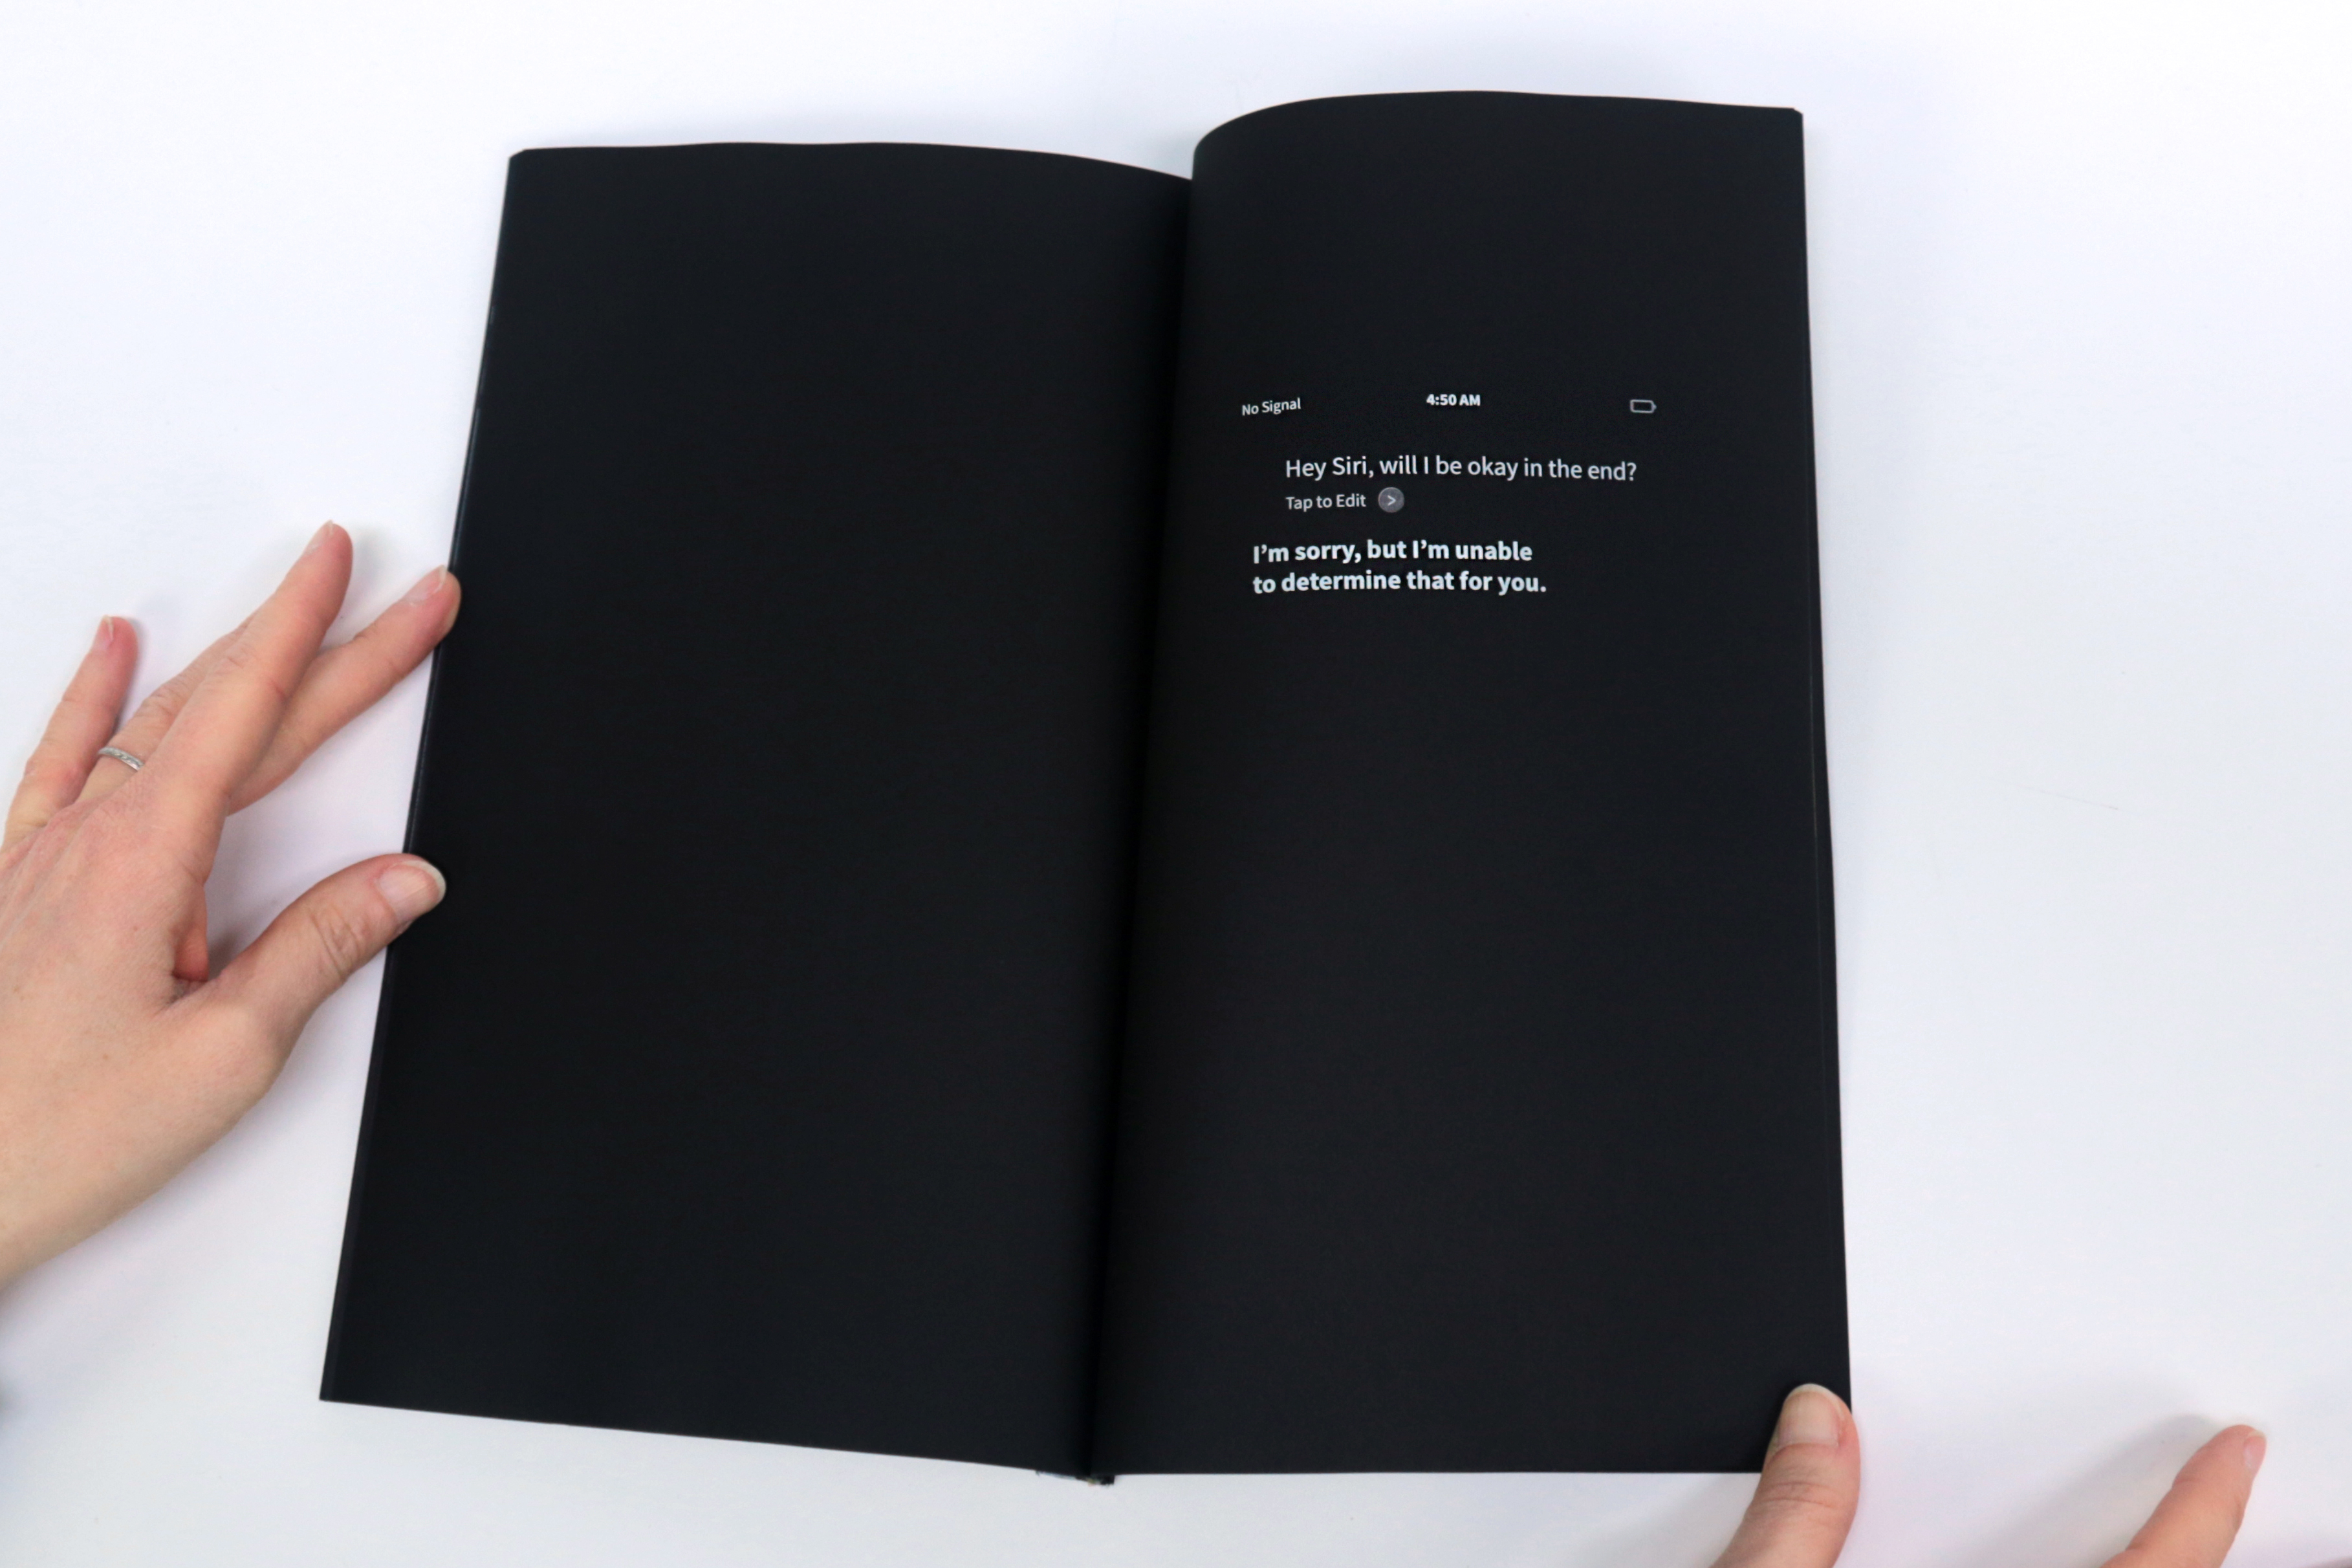 No Signal 4:50 AM
Hey Siri, will I be okay in the end?
Tap to Edit >
I’m sorry, but I’m unable
to determine that for you.